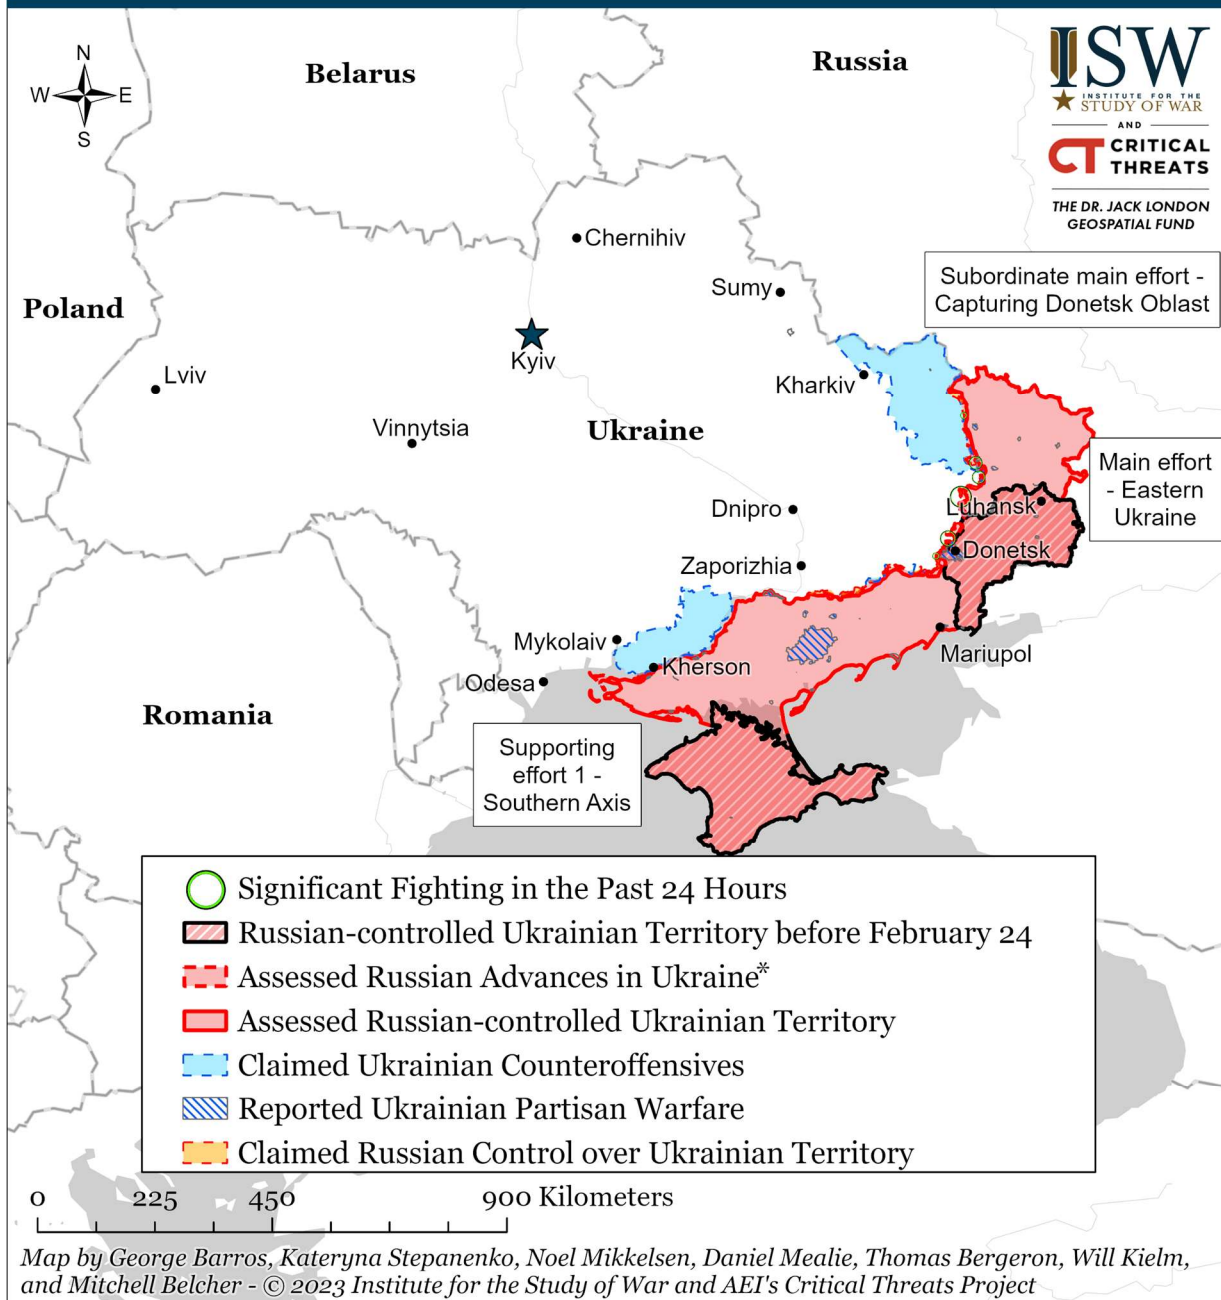 N
W
E
S
Belarus
Russia
ISW
INSTITUTE FOR THE
STUDY OF WAR
AND
CT CRITICAL
THREATS
THE DR. JACK LONDON
GEOSPATIAL FUND
Chernihiv
Subordinate main effort -
Capturing Donetsk Oblast
Sumy
Poland
Kyiv
Lviv
Kharkiv
Vinnytsia
Ukraine
Main effort
- Eastern
Ukraine
Dnipro
Luhansk
Donetsk
Zaporizhia
Mykolaiv
Mariupol
Kherson
Odesa
Romania
Supporting
effort 1 -
Southern Axis
Significant Fighting in the Past 24 Hours
Russian-controlled Ukrainian Territory before February 24
Assessed Russian Advances in Ukraine*
Assessed Russian-controlled Ukrainian Territory
Claimed Ukrainian Counteroffensives
Reported Ukrainian Partisan Warfare
Claimed Russian Control over Ukrainian Territory
0 225 450 900 Kilometers
Map by George Barros, Kateryna Stepanenko, Noel Mikkelsen, Daniel Mealie, Thomas Bergeron, Will Kielm,
and Mitchell Belcher - © 2023 Institute for the Study of War and AEI's Critical Threats Project